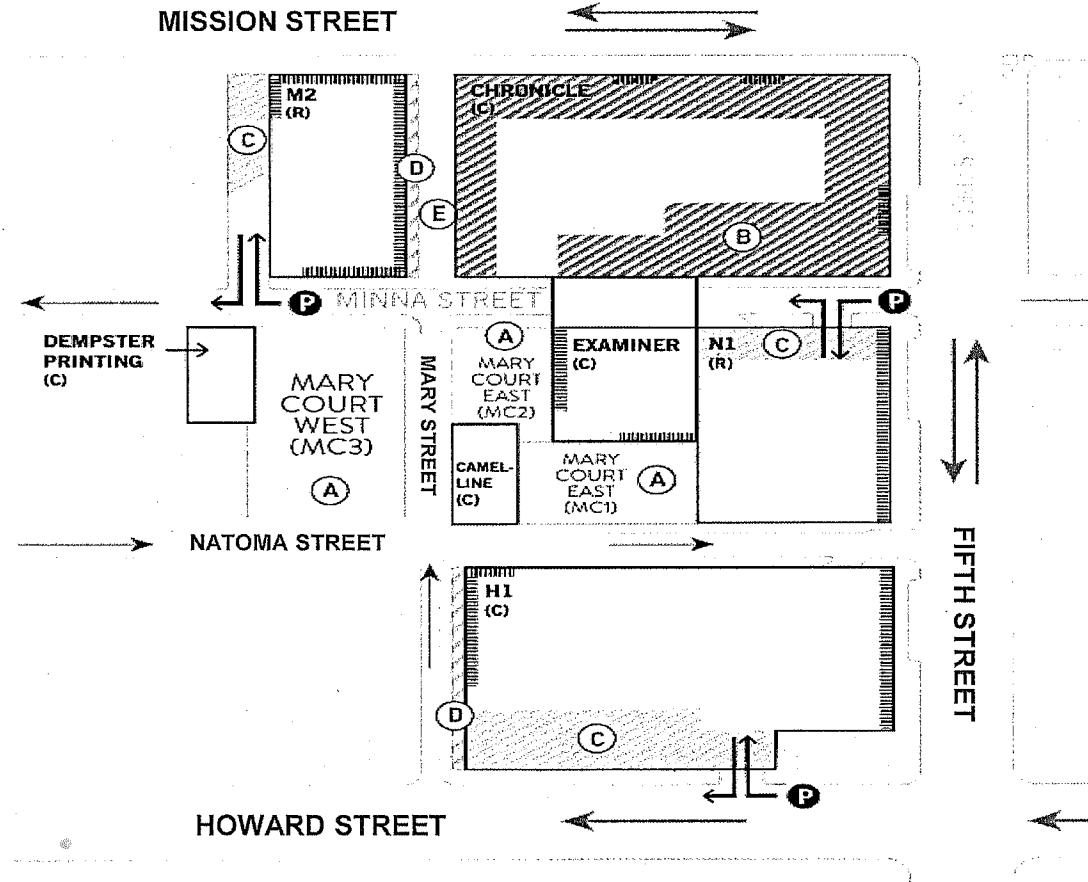 MISSION STREET
M2
(R)
CHRONICLE
(C)
C
D
E
B
P
MINNA STREET
P
DEMPSTER
PRINTING
(C)
A
MARY
COURT
EAST
(MC2)
EXAMINER
(C)
N1
(R)
C
MARY
COURT
WEST
(MC3)
A
MARY STREET
CAMEL-
LINE
(C)
MARY
COURT
EAST
(MC1)
A
NATOMA STREET
FIFTH STREET
H1
(C)
D
C
P
HOWARD STREET